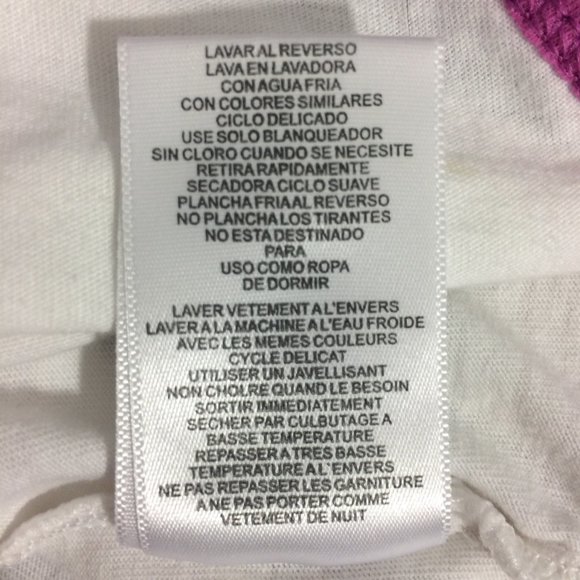 LAVAR AL REVERSO
LAVA EN LAVADORA
CON AGUA FRIA
CON COLORES SIMILARES
CICLO DELICADO
USE SOLO BLANQUEADOR
SIN CLORO CUANDO SE NECESITE
RETIRA RAPIDAMENTE
SECADORA CICLO SUAVE
PLANCHA FRIA AL REVERSO
NO PLANCHA LOS TIRANTES
NO ESTA DESTINADO
PARA
USO COMO ROPA
DE DORMIR
LAVER VETEMENT A L'ENVERS
LAVER A LA MACHINE A L'EAU FROIDE
AVEC LES MEMES COULEURS
CYCLE DELICAT
UTILISER UN JAVELLISANT
NON CHOLRE QUAND LE BESOIN
SORTIR IMMEDIATEMENT
SECHER PAR CULBUTAGE A
BASSE TEMPERATURE
REPASSER A TRES BASSE
TEMPERATURE A L'ENVERS
NE PAS REPASSER LES GARNITURE
A NE PAS PORTER COMME
VETEMENT DE NUIT